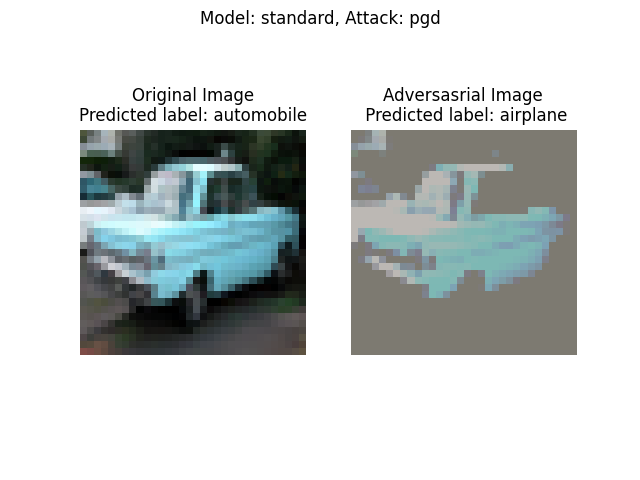 Model: standard, Attack: pgd
Original Image
Predicted label: automobile
Adversasrial Image
Predicted label: airplane